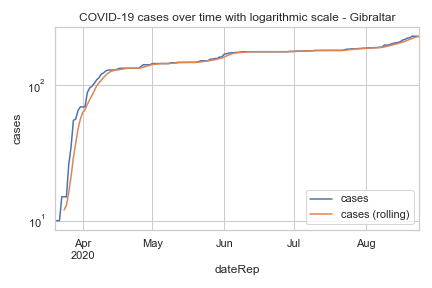 COVID-19 cases over time with logarithmic scale - Gibraltar
cases
10²
10¹
Apr
2020
May
Jun
Jul
Aug
dateRep
cases
cases (rolling)